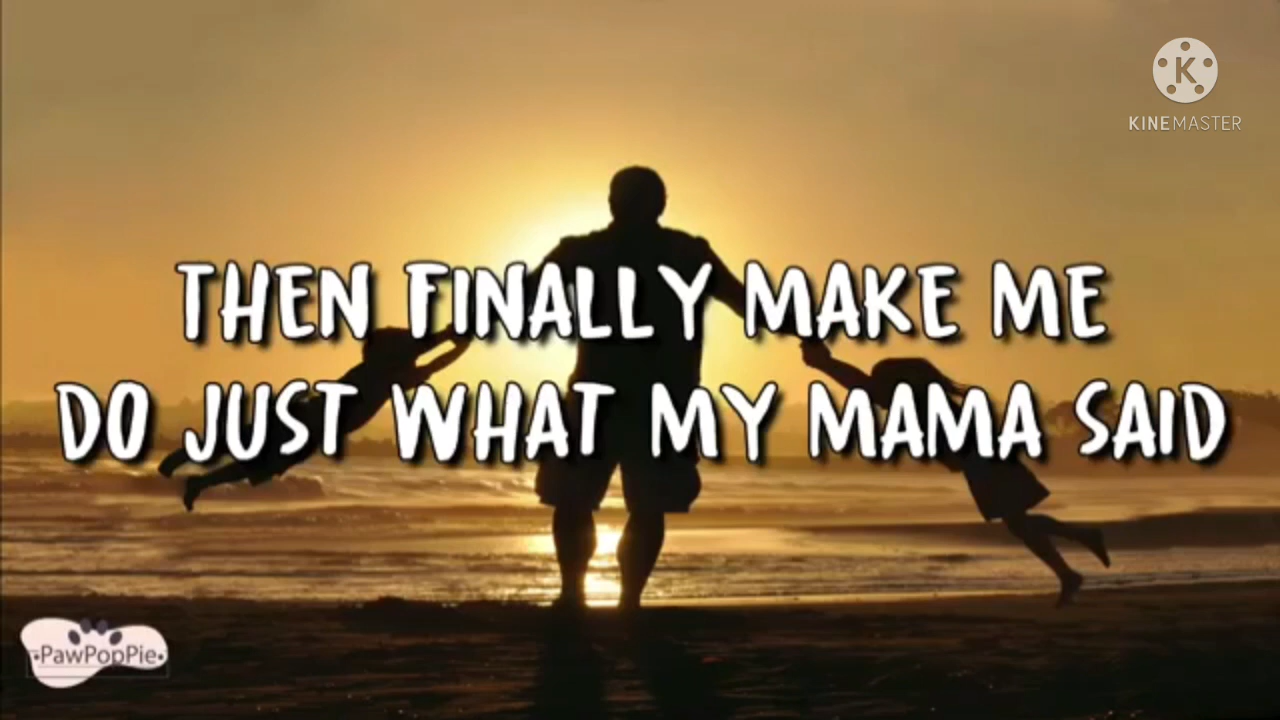 KINEMASTER
THEN FINALLY MAKE ME
DO JUST WHAT MY MAMA SAID
•PawPopPie•